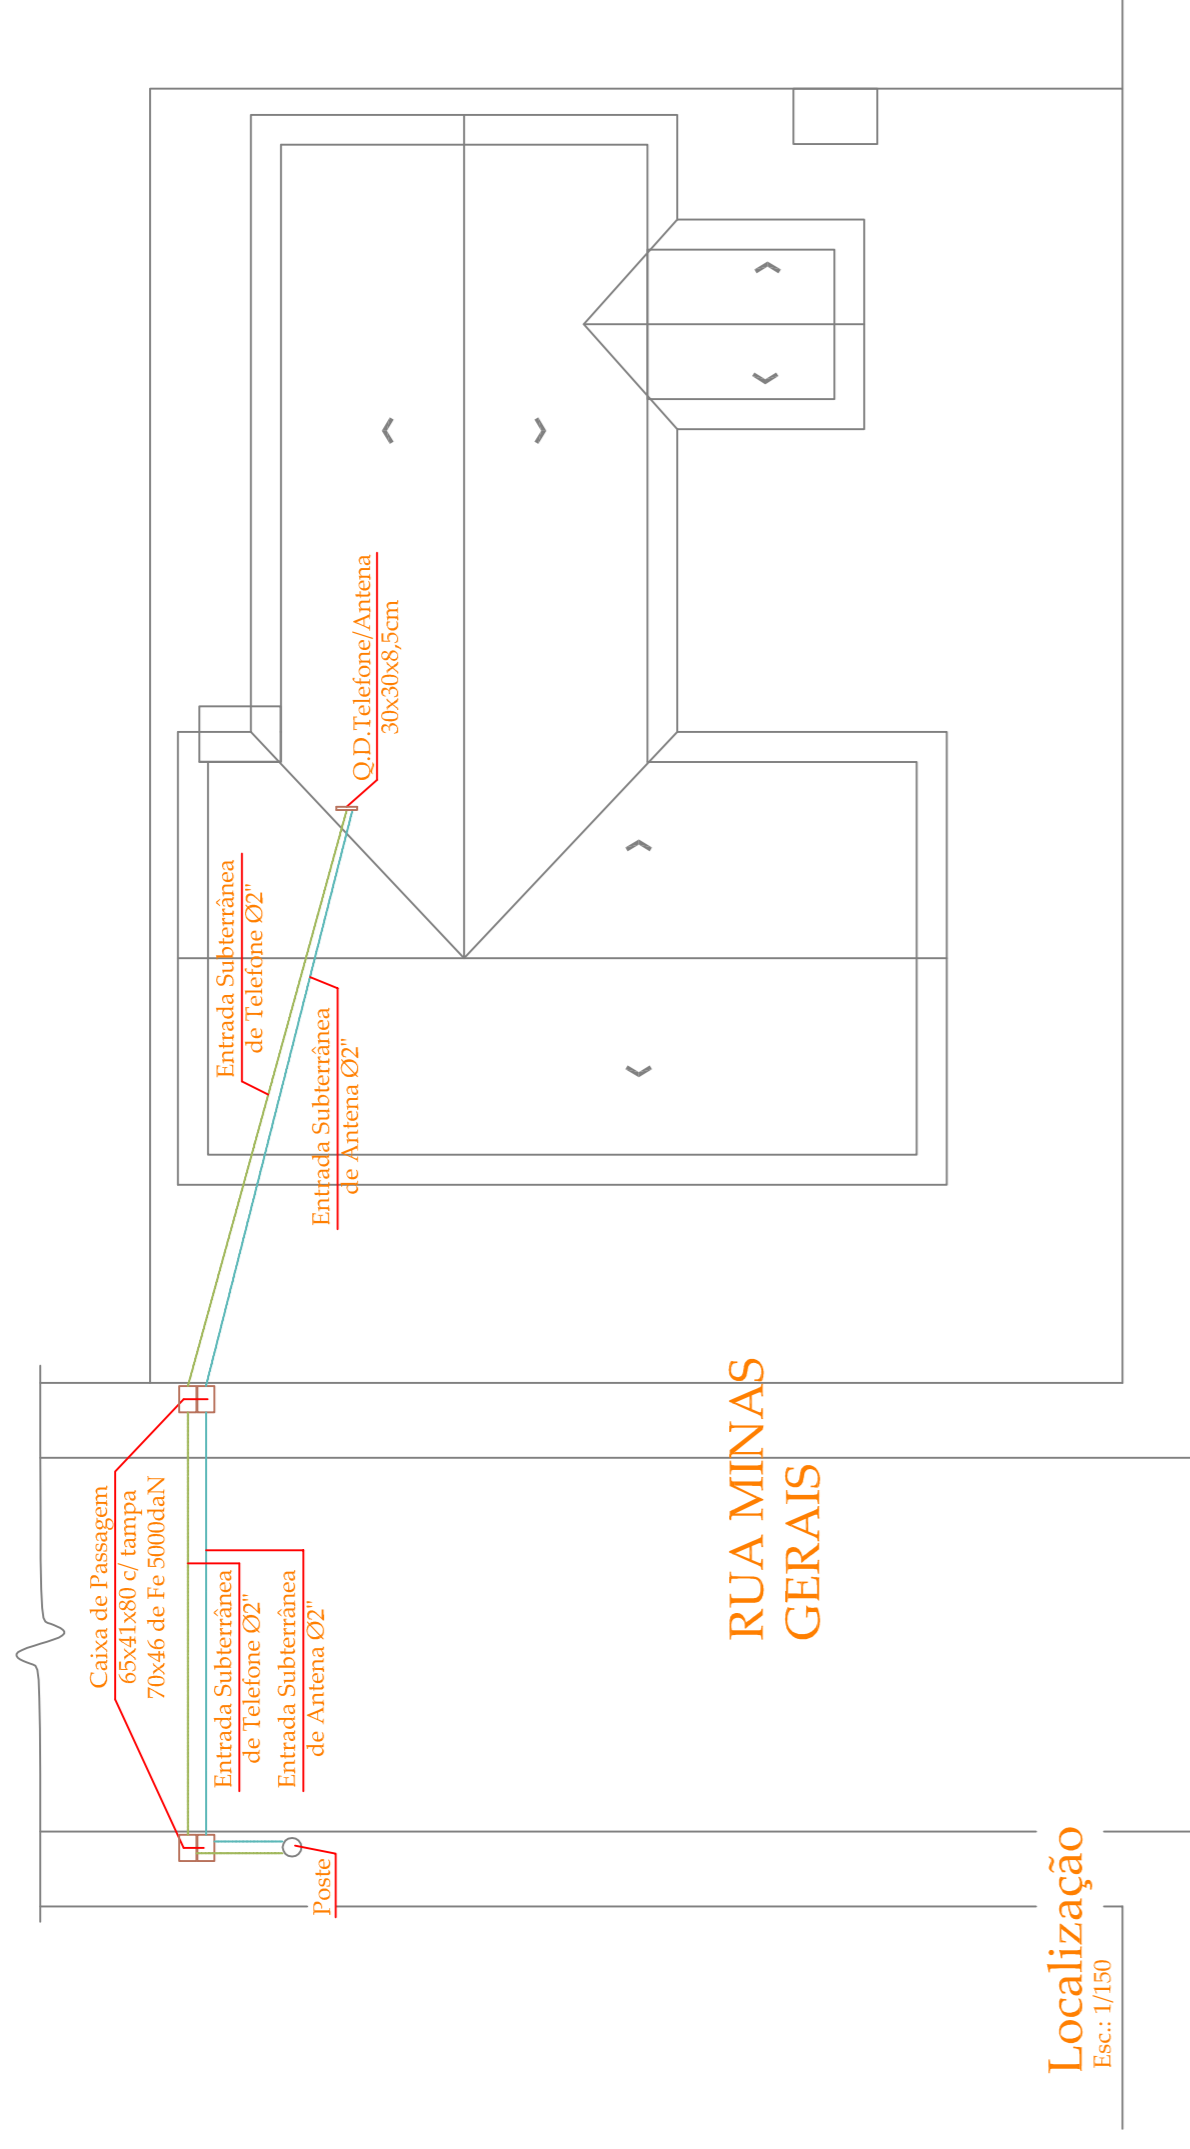 Caixa de Passagem
65x41x80 c/ tampa
70x46 de Fe 5000daN
Entrada Subterrânea
de Telefone Ø2"
Entrada Subterrânea
de Antena Ø2"
Poste
Entrada Subterrânea
de Telefone Ø2"
Entrada Subterrânea
de Antena Ø2"
Q.D.Telefone/Antena
30x30x8,5cm
RUA MINAS
GERAIS
Localização
Esc.: 1/150